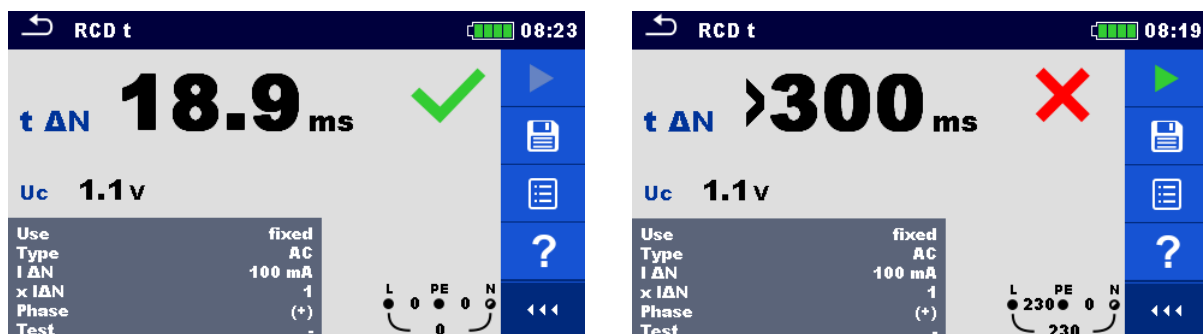 RCD t 08:23
t ΔN 18.9 ms
Uc 1.1 V
Use fixed
Type AC
I ΔN 100 mA
x IΔN 1
Phase (+)
Test -
L PE N
0 0
0
?
RCD t 08:19
t ΔN >300 ms
Uc 1.1 V
Use fixed
Type AC
I ΔN 100 mA
x IΔN 1
Phase (+)
Test -
L PE N
230 0
230
?